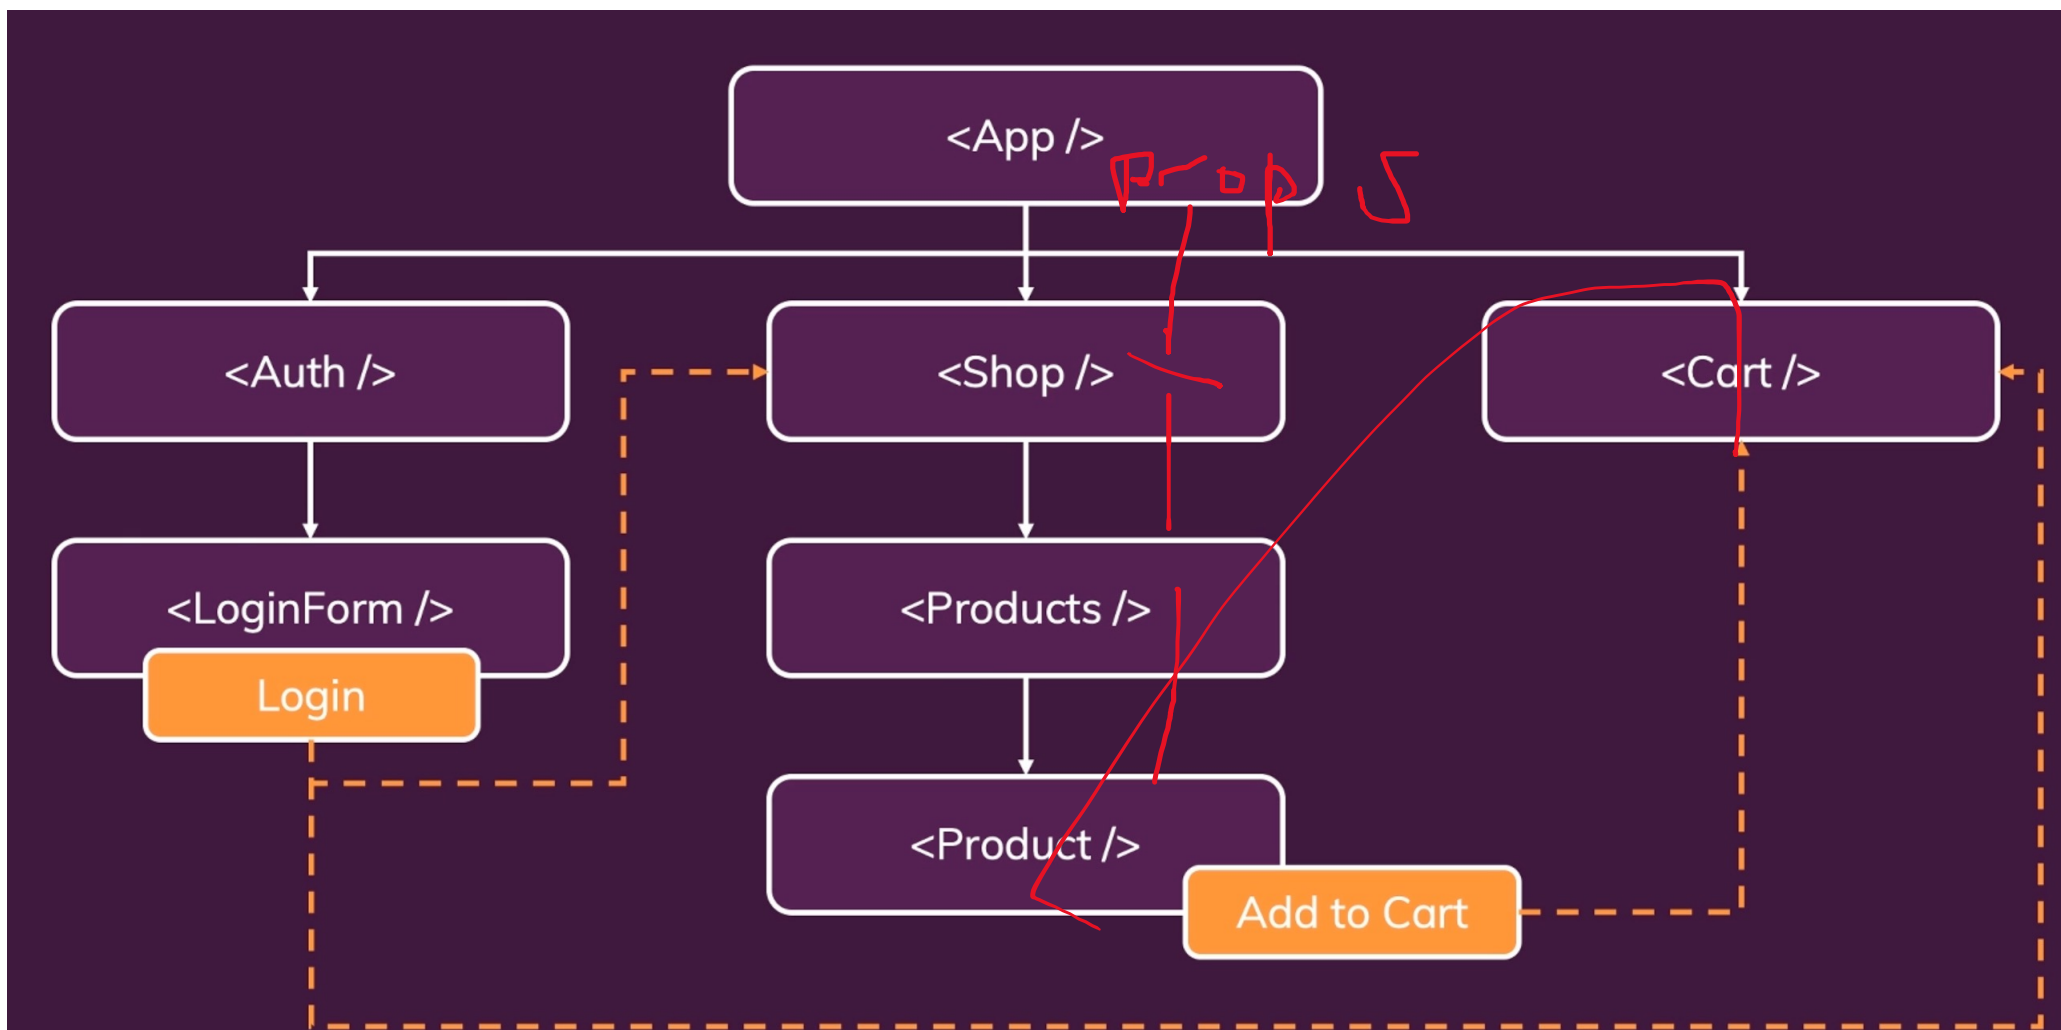 <App />
Props
<Auth />
<Shop />
<Cart />
<LoginForm />
<Products />
Login
<Product />
Add to Cart